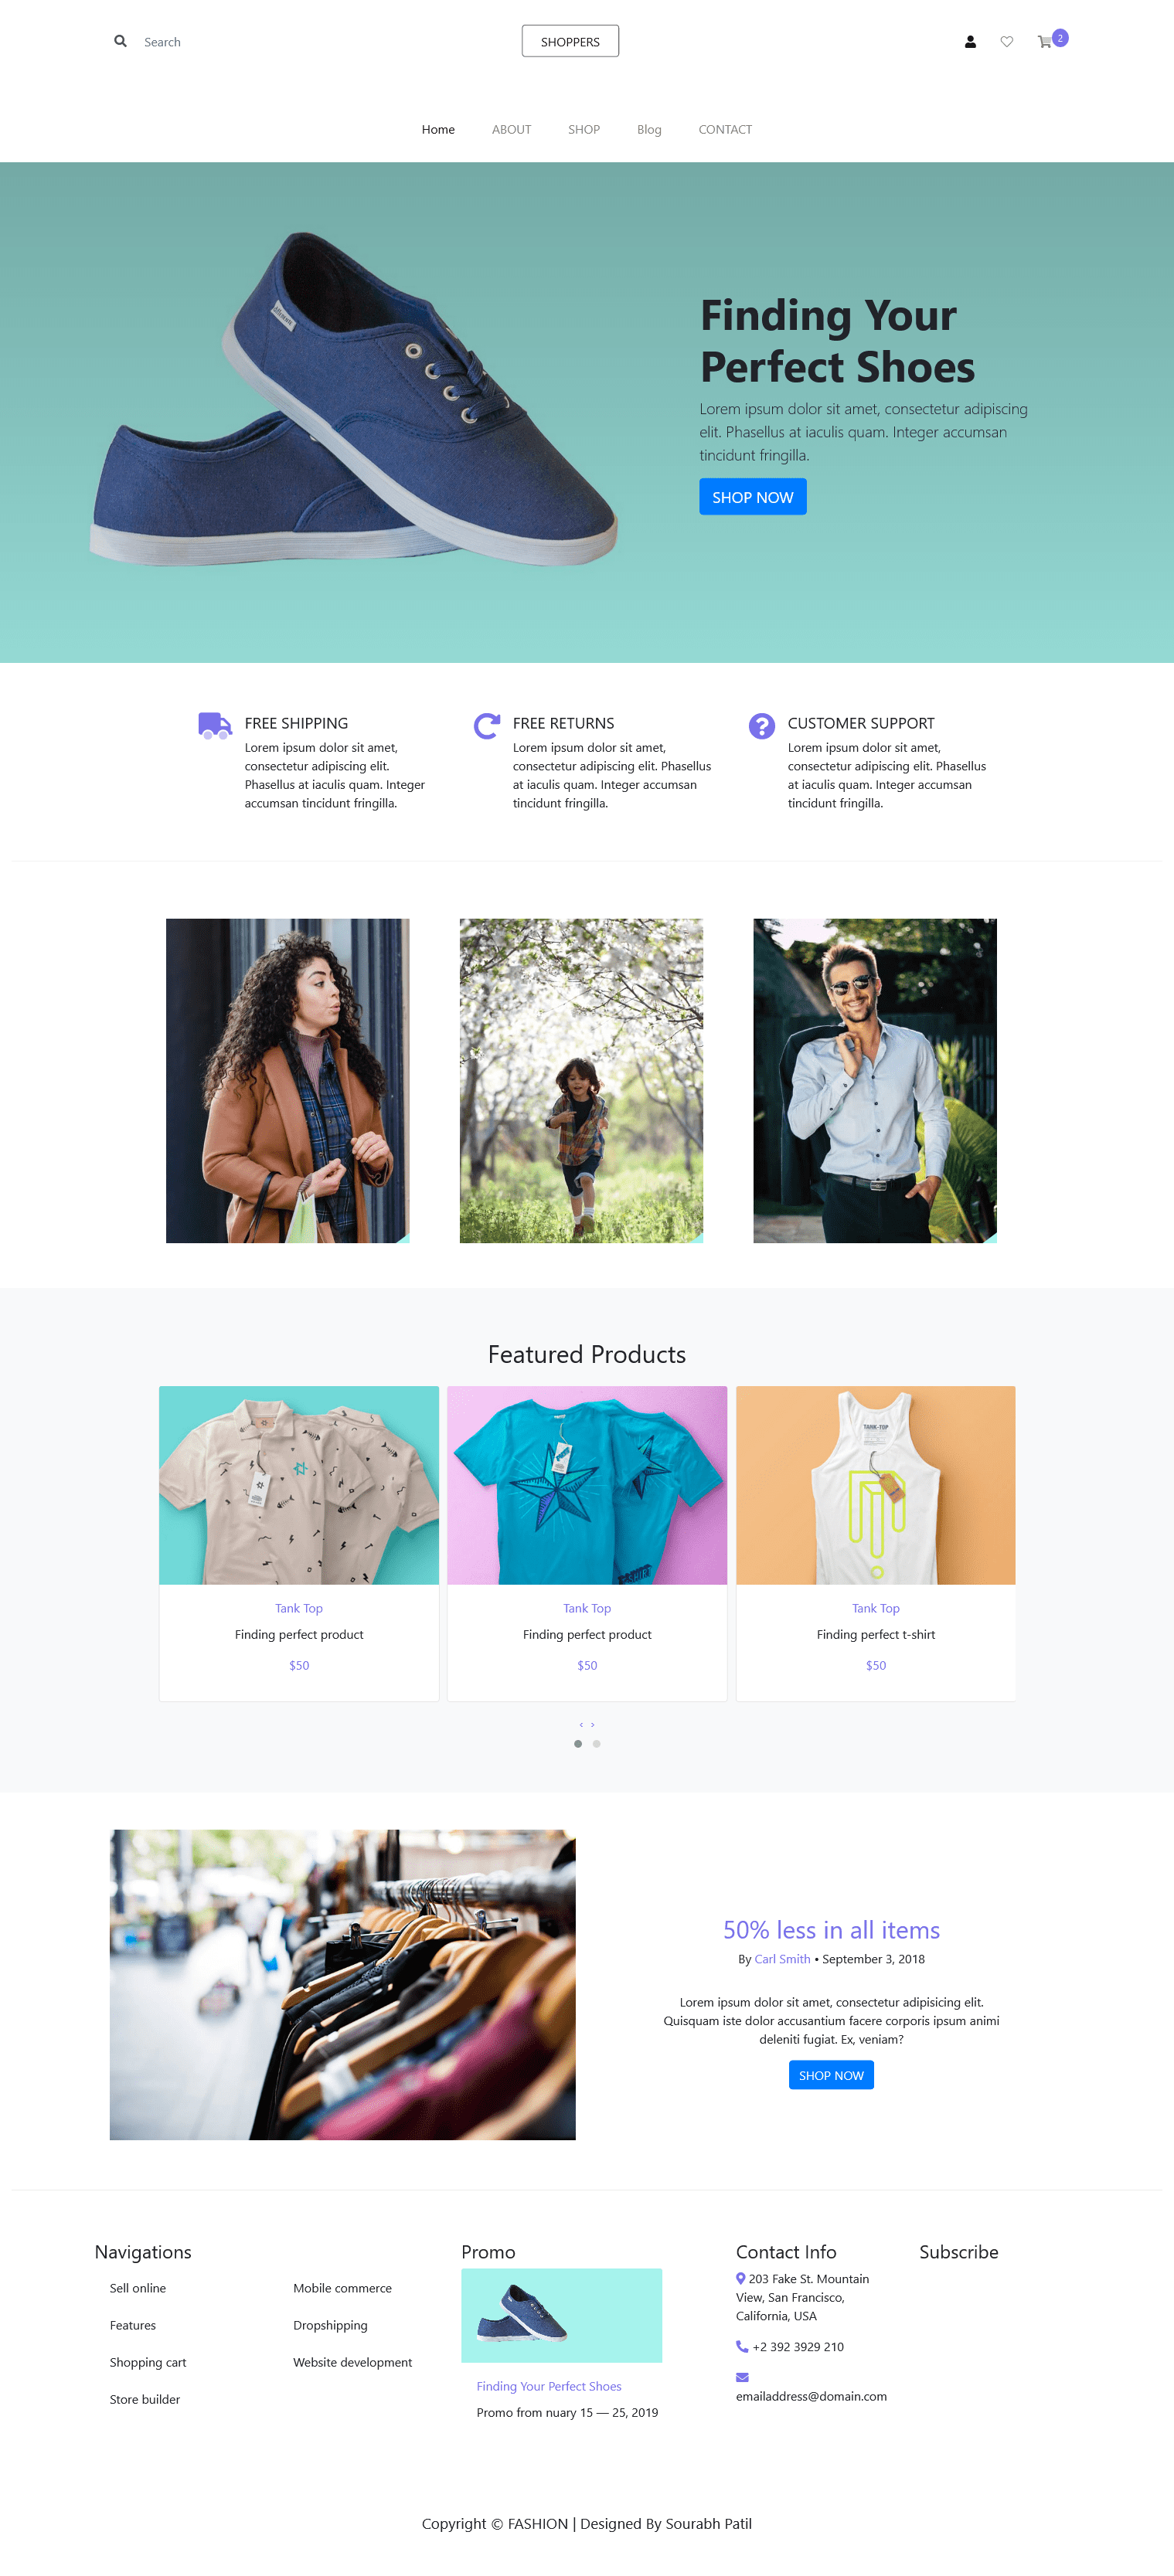 Search
SHOPPERS
2
Home ABOUT SHOP Blog CONTACT
Finding Your
Perfect Shoes
Lorem ipsum dolor sit amet, consectetur adipiscing
elit. Phasellus at iaculis quam. Integer accumsan
tincidunt fringilla.
SHOP NOW
FREE SHIPPING
Lorem ipsum dolor sit amet,
consectetur adipiscing elit.
Phasellus at iaculis quam. Integer
accumsan tincidunt fringilla.
FREE RETURNS
Lorem ipsum dolor sit amet,
consectetur adipiscing elit. Phasellus
at iaculis quam. Integer accumsan
tincidunt fringilla.
CUSTOMER SUPPORT
Lorem ipsum dolor sit amet,
consectetur adipiscing elit. Phasellus
at iaculis quam. Integer accumsan
tincidunt fringilla.
Featured Products
TANK-TOP
Tank Top
Finding perfect product
$50
Tank Top
Finding perfect product
$50
Tank Top
Finding perfect t-shirt
$50
‹ ›
50% less in all items
By Carl Smith • September 3, 2018
Lorem ipsum dolor sit amet, consectetur adipisicing elit.
Quisquam iste dolor accusantium facere corporis ipsum animi
deleniti fugiat. Ex, veniam?
SHOP NOW
Navigations
Sell online
Features
Shopping cart
Store builder
Mobile commerce
Dropshipping
Website development
Promo
Finding Your Perfect Shoes
Promo from nuary 15 — 25, 2019
Contact Info
203 Fake St. Mountain
View, San Francisco,
California, USA
+2 392 3929 210
emailaddress@domain.com
Subscribe
Copyright © FASHION | Designed By Sourabh Patil